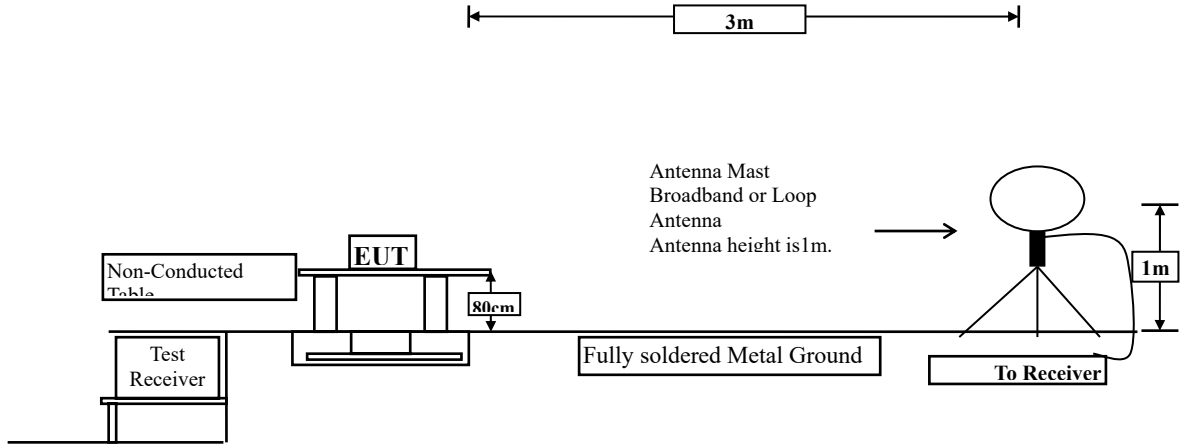 3m
Antenna Mast
Broadband or Loop
Antenna
Antenna height is1m.
EUT
Non-Conducted
Table
80cm
1m
Test
Receiver
Fully soldered Metal Ground
To Receiver